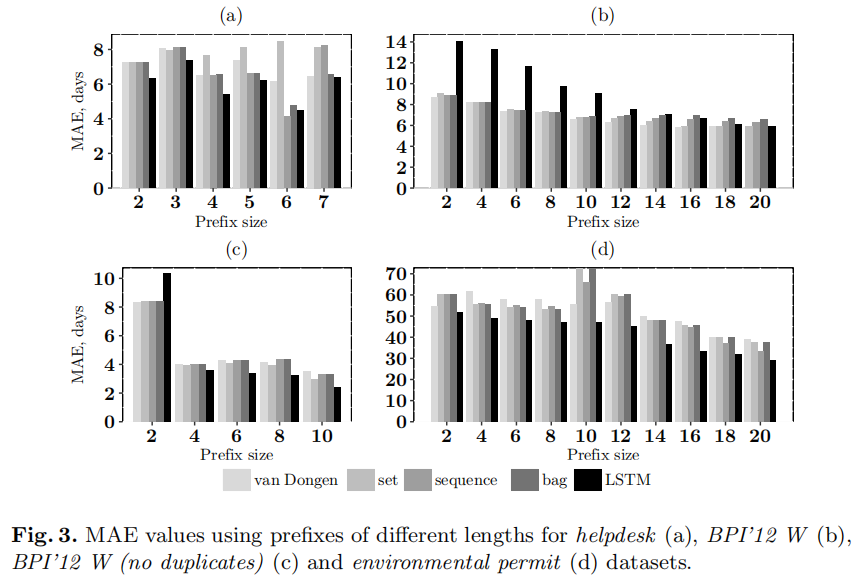 (a)
(b)
MAE, days
8
6
4
2
0
2 3 4 5 6 7
Prefix size
14
12
10
8
6
4
2
0
2 4 6 8 10 12 14 16 18 20
Prefix size
(c)
(d)
MAE, days
10
8
6
4
2
0
2 4 6 8 10
Prefix size
70
60
50
40
30
20
10
0
2 4 6 8 10 12 14 16 18 20
Prefix size
van Dongen set sequence bag LSTM
Fig. 3. MAE values using prefixes of different lengths for helpdesk (a), BPI'12 W (b),
BPI'12 W (no duplicates) (c) and environmental permit (d) datasets.